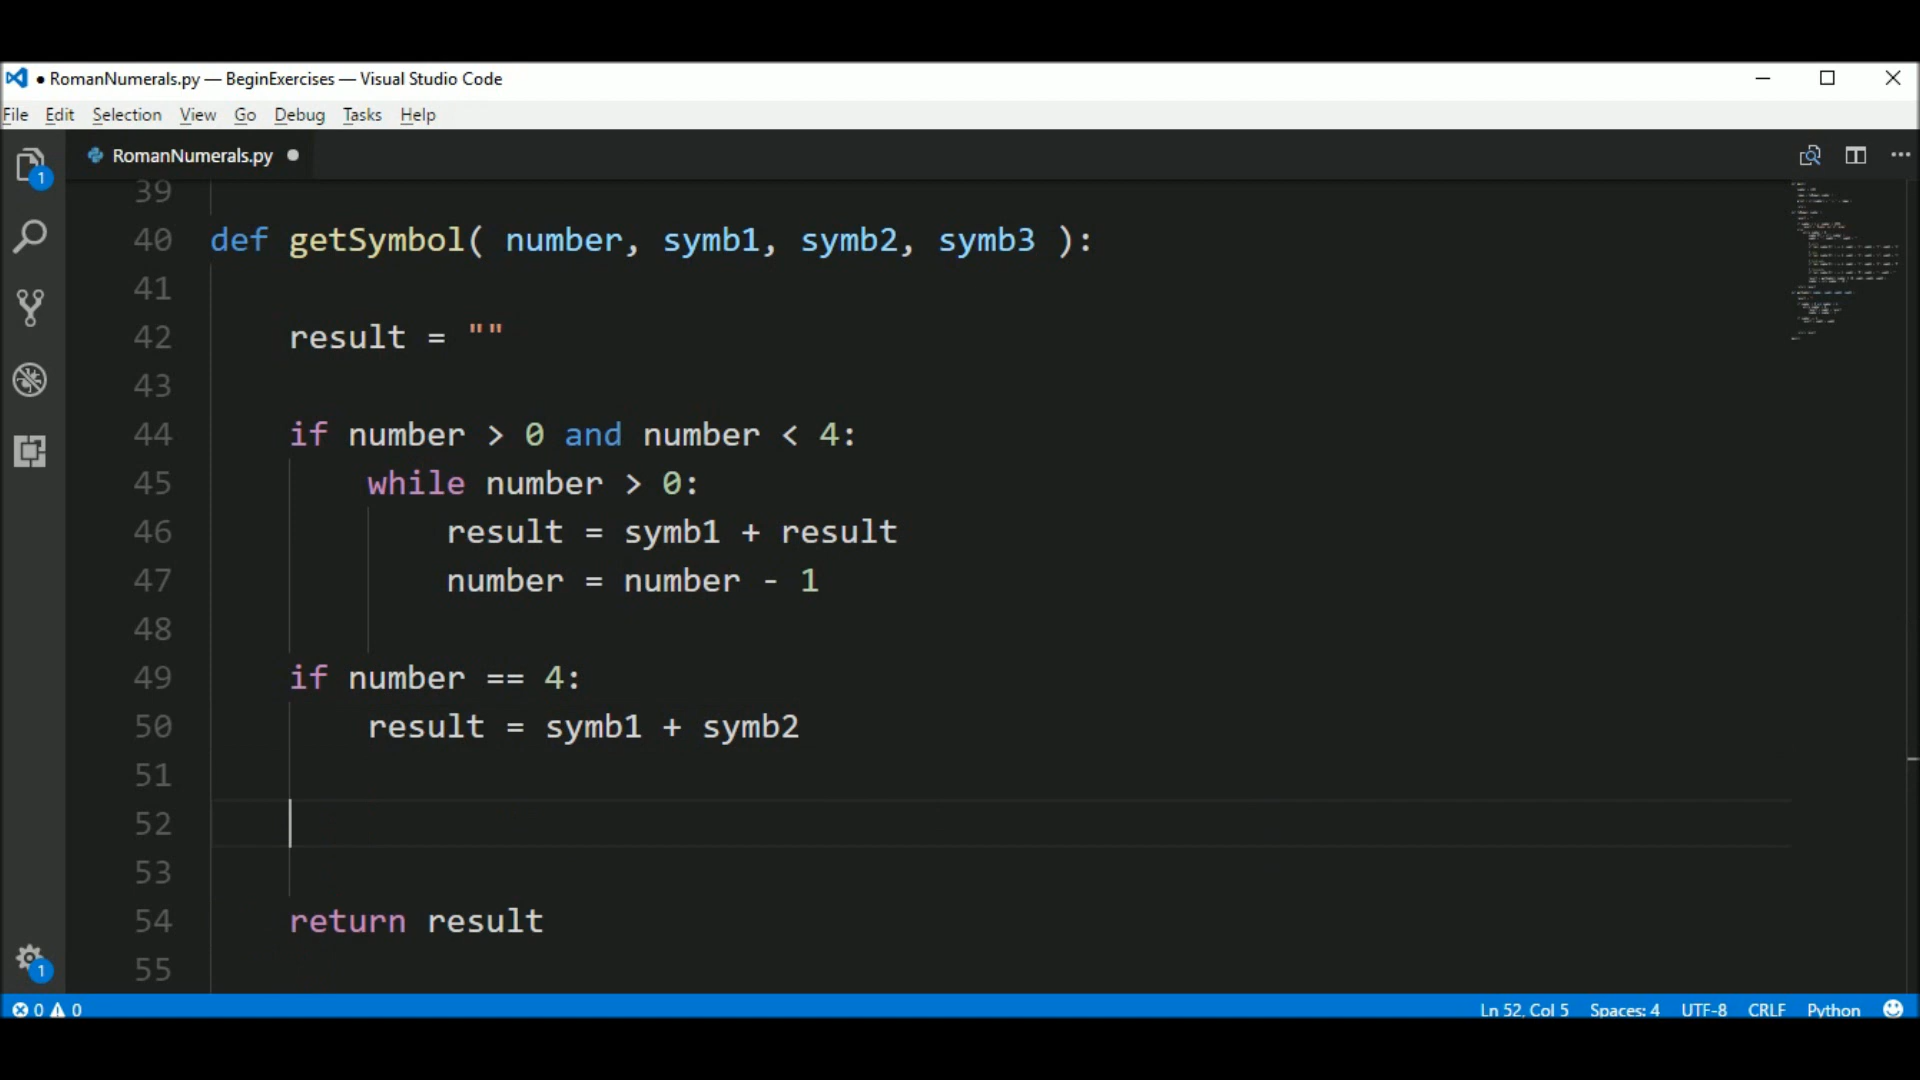 ● RomanNumerals.py — BeginExercises — Visual Studio Code
File Edit Selection View Go Debug Tasks Help
1 RomanNumerals.py
39
40 def getSymbol( number, symb1, symb2, symb3 ):
41
42 result = ""
43
44 if number > 0 and number < 4:
45 while number > 0:
46 result = symb1 + result
47 number = number - 1
48
49 if number == 4:
50 result = symb1 + symb2
51
52
53
54 return result
55
1
0 0 Ln 52, Col 5 Spaces: 4 UTF-8 CRLF Python